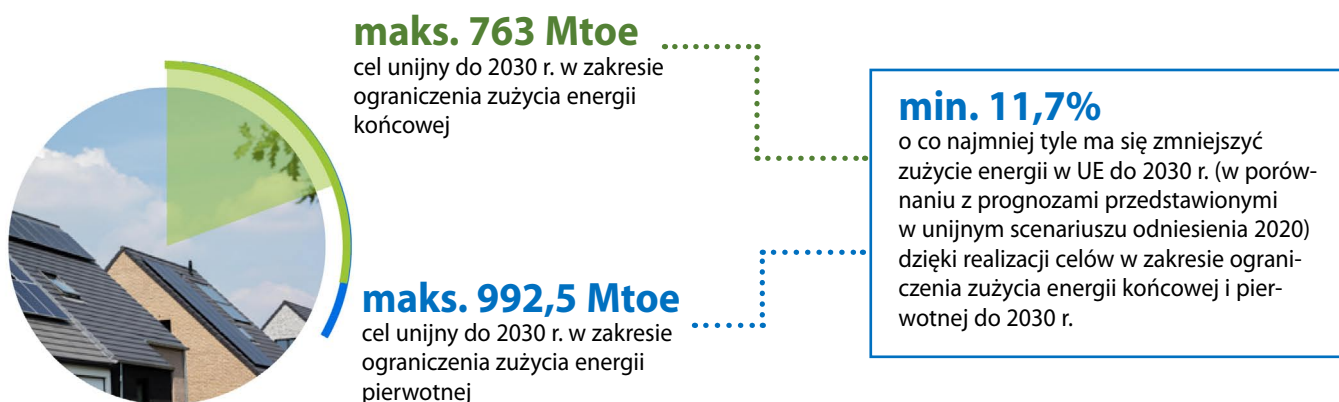 maks. 763 Mtoe
cel unijny do 2030 r. w zakresie
ograniczenia zużycia energii
końcowej
maks. 992,5 Mtoe
cel unijny do 2030 r. w zakresie
ograniczenia zużycia energii
pierwotnej
min. 11,7%
o co najmniej tyle ma się zmniejszyć
zużycie energii w UE do 2030 r. (w porów-
naniu z prognozami przedstawionymi
w unijnym scenariuszu odniesienia 2020)
dzięki realizacji celów w zakresie ograni-
czenia zużycia energii końcowej i pier-
wotnej do 2030 r.